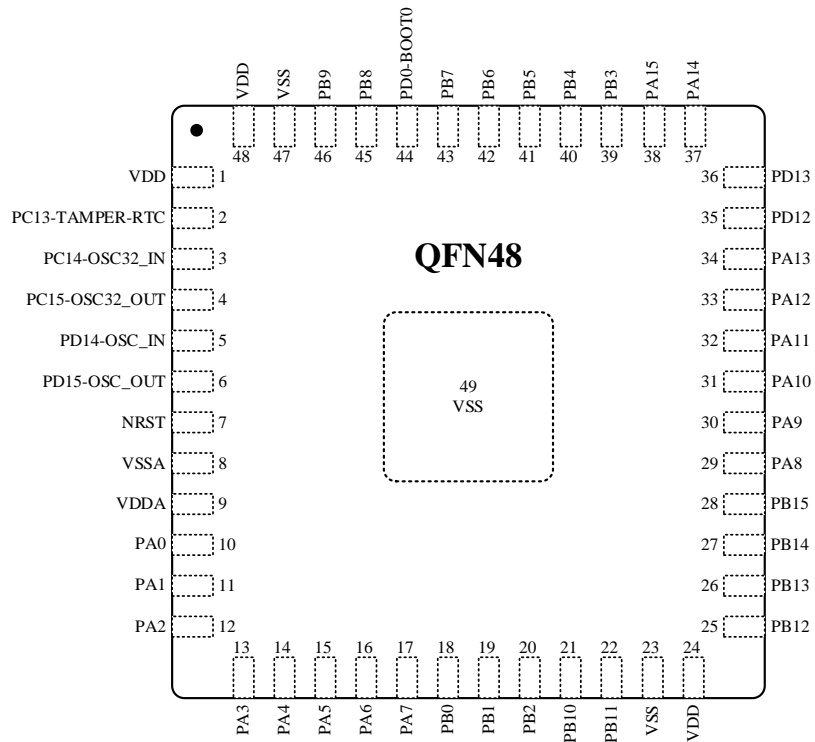 VDD
VSS
PB9
PB8
PD0-BOOT0
PB7
PB6
PB5
PB4
PB3
PA15
PA14
48
47
46
45
44
43
42
41
40
39
38
37
VDD 1
PC13-TAMPER-RTC 2
PC14-OSC32_IN 3
PC15-OSC32_OUT 4
PD14-OSC_IN 5
PD15-OSC_OUT 6
NRST 7
VSSA 8
VDDA 9
PA0 10
PA1 11
PA2 12
QFN48
49
VSS
36 PD13
35 PD12
34 PA13
33 PA12
32 PA11
31 PA10
30 PA9
29 PA8
28 PB15
27 PB14
26 PB13
25 PB12
13
14
15
16
17
18
19
20
21
22
23
24
PA3
PA4
PA5
PA6
PA7
PB0
PB1
PB2
PB10
PB11
VSS
VDD